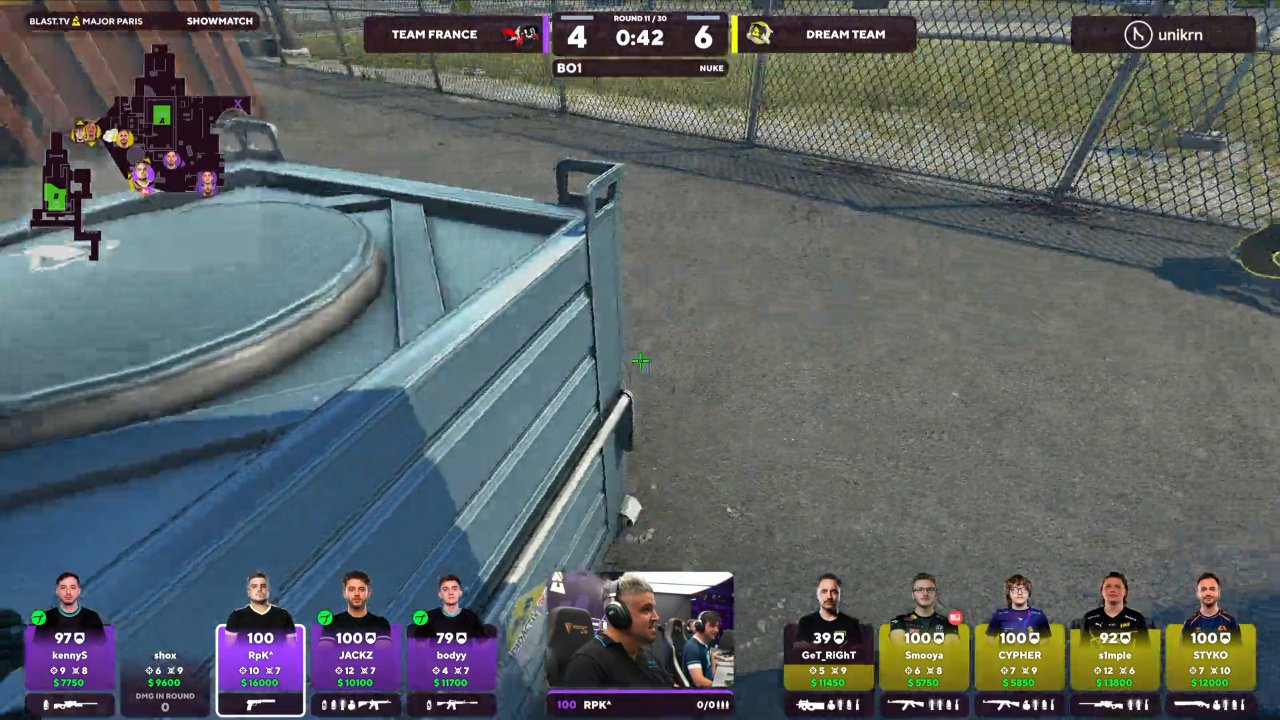 BLAST.TV MAJOR PARIS
SHOWMATCH
TEAM FRANCE
4
ROUND 11 / 30
0:42
6
DREAM TEAM
unikrn
BO1
NUKE
X
A
B
97
kennyS
9 8
$7750
shox
6 9
$9600
DMG IN ROUND
0
100
RpK^
10 7
$16000
100
JACKZ
12 7
$10100
79
bodyy
4 7
$11700
100 RPK^
0/0
39
GeT_RiGhT
5 9
$11450
100
Smooya
6 8
$5750
100
CYPHER
7 9
$5850
92
s1mple
12 6
$13800
100
STYKO
7 10
$12000